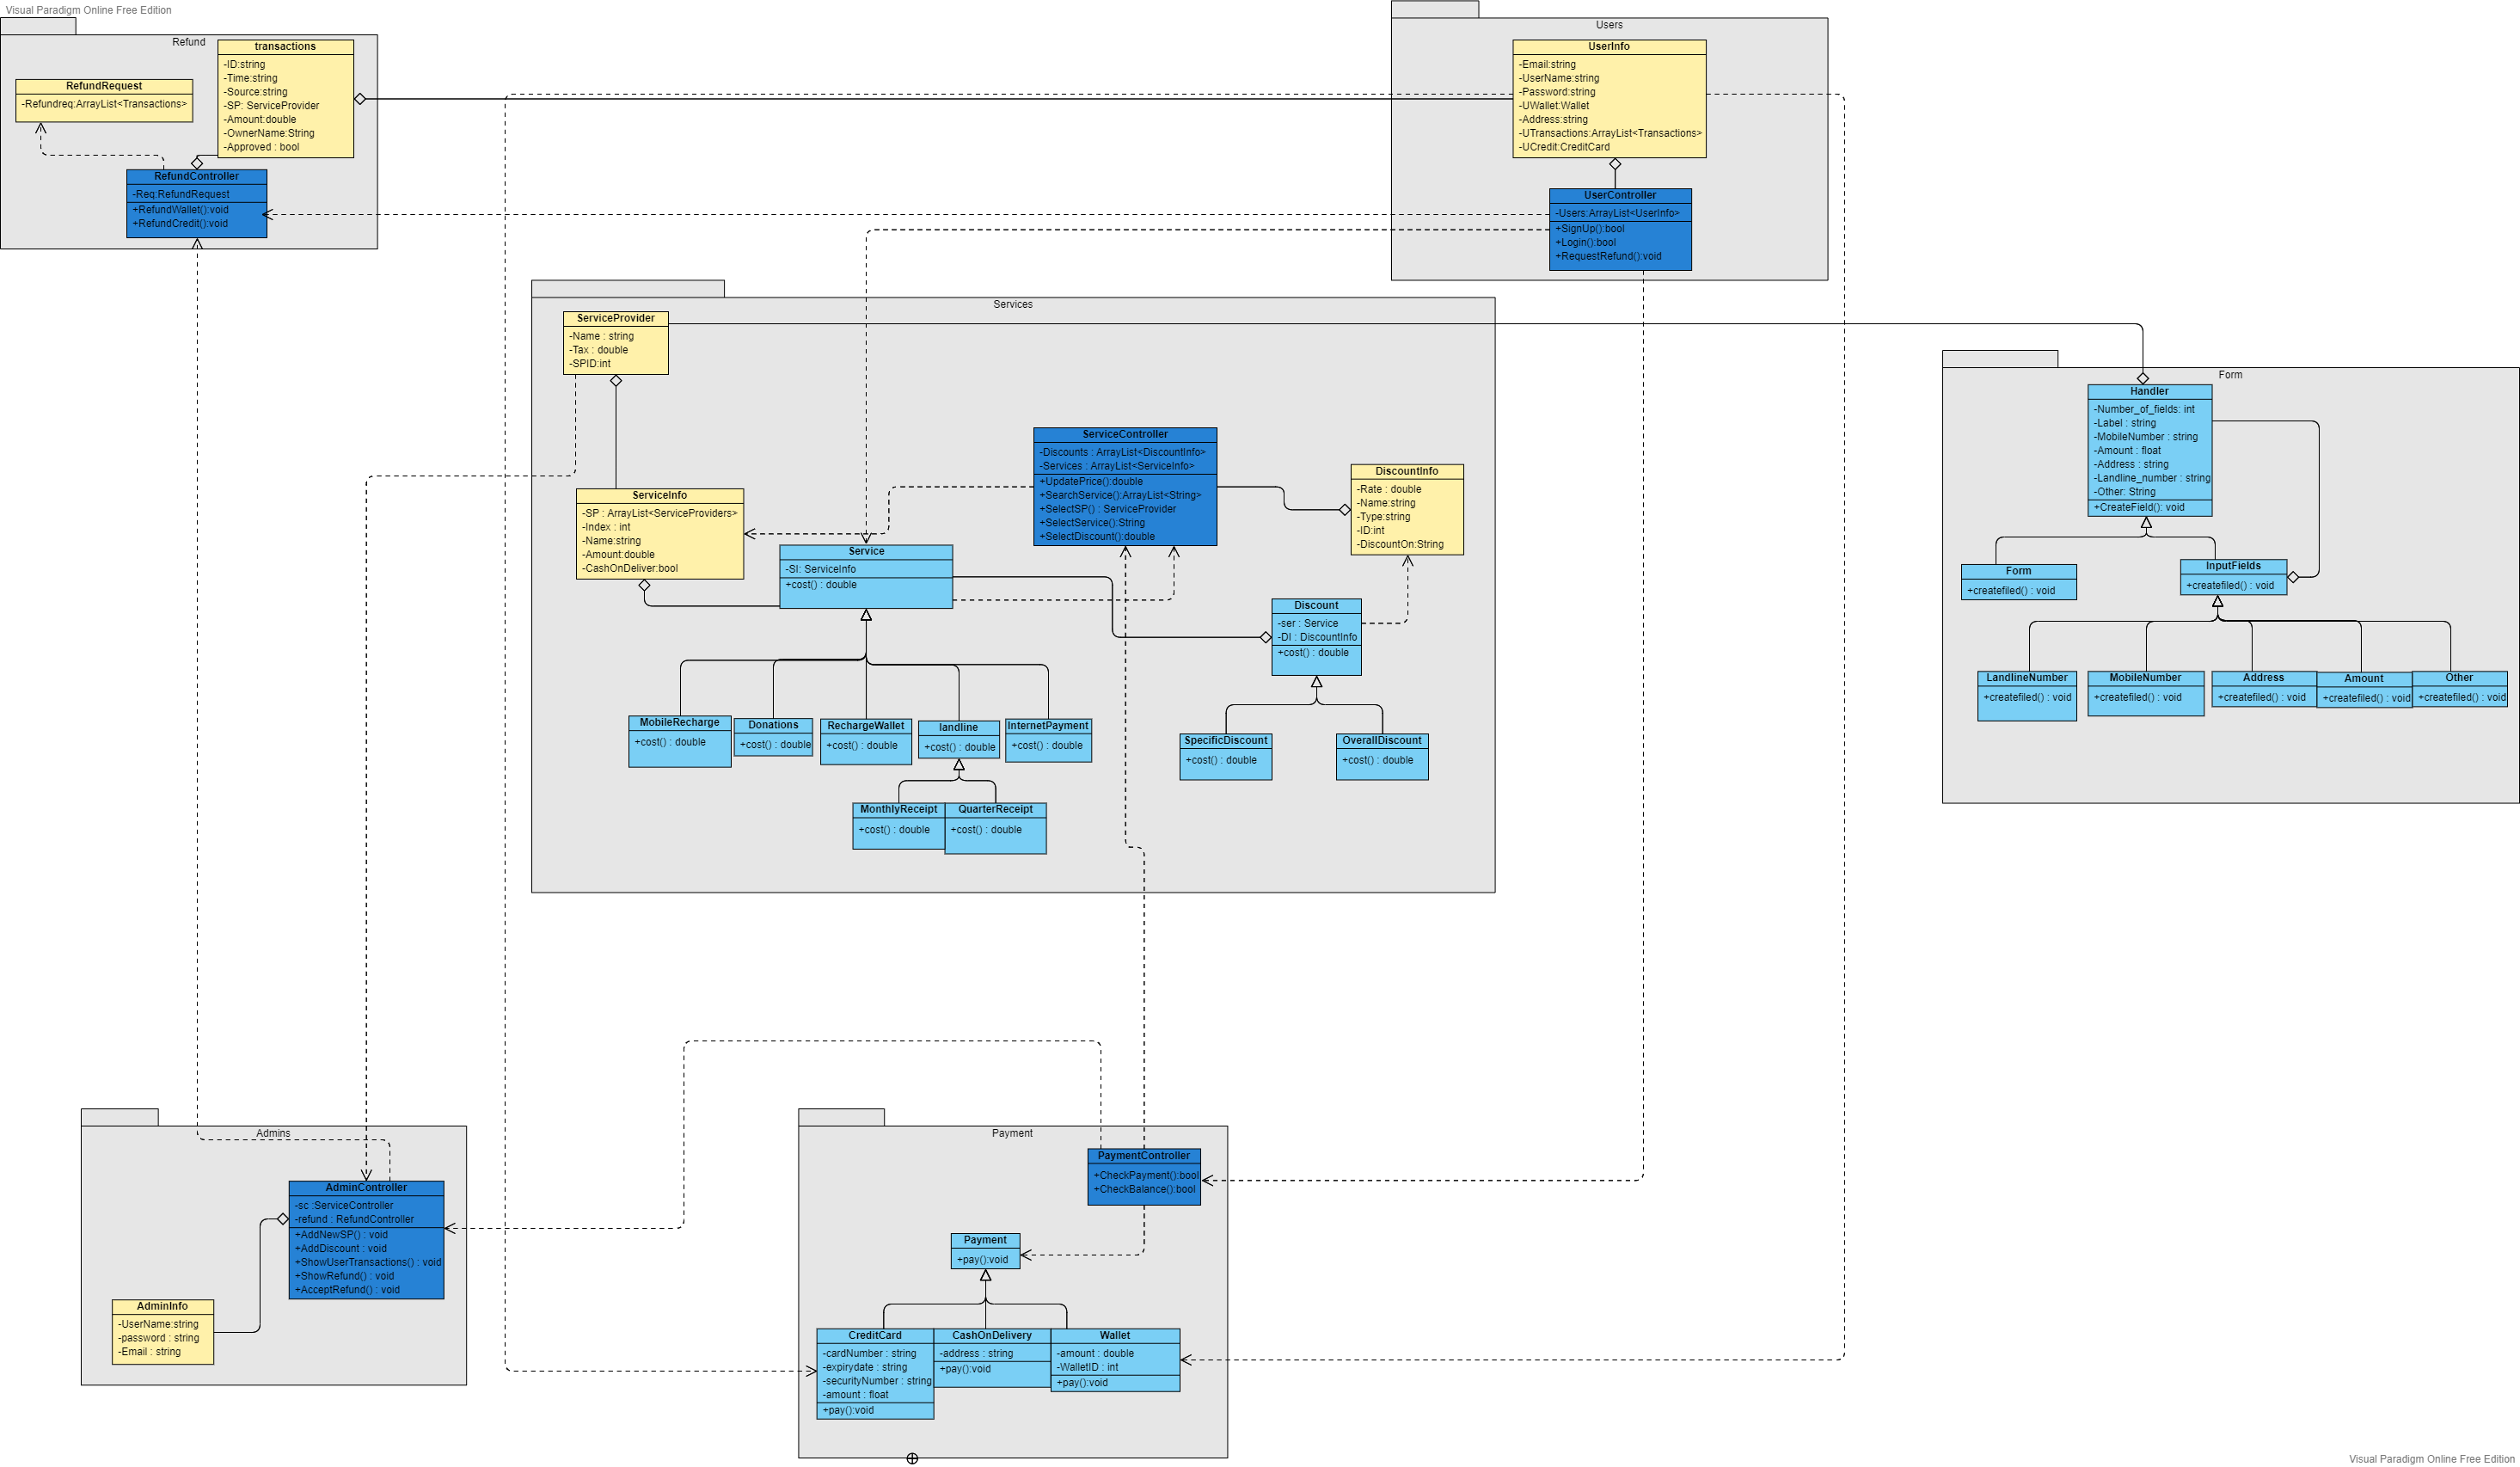 Visual Paradigm Online Free Edition
Refund
transactions
-ID:string
-Time:string
-Source:string
-SP: ServiceProvider
-Amount:double
-OwnerName:String
-Approved : bool
RefundRequest
-Refundreq:ArrayList<Transactions>
RefundController
-Req:RefundRequest
+RefundWallet():void
+RefundCredit():void
Users
UserInfo
-Email:string
-UserName:string
-Password:string
-UWallet:Wallet
-Address:string
-UTransactions:ArrayList<Transactions>
-UCredit:CreditCard
UserController
-Users:ArrayList<UserInfo>
+SignUp():bool
+Login():bool
+RequestRefund():void
Services
ServiceProvider
-Name : string
-Tax : double
-SPID:int
ServiceInfo
-SP : ArrayList<ServiceProviders>
-Index : int
-Name:string
-Amount:double
-CashOnDeliver:bool
Service
-SI: ServiceInfo
+cost() : double
ServiceController
-Discounts : ArrayList<DiscountInfo>
-Services : ArrayList<ServiceInfo>
+UpdatePrice():double
+SearchService():ArrayList<String>
+SelectSP() : ServiceProvider
+SelectService():String
+SelectDiscount():double
DiscountInfo
-Rate : double
-Name:string
-Type:string
-ID:int
-DiscountOn:String
Discount
-ser : Service
-DI : DiscountInfo
+cost() : double
MobileRecharge
+cost() : double
Donations
+cost() : double
RechargeWallet
+cost() : double
landline
+cost() : double
InternetPayment
+cost() : double
MonthlyReceipt
+cost() : double
QuarterReceipt
+cost() : double
SpecificDiscount
+cost() : double
OverallDiscount
+cost() : double
Form
Handler
-Number_of_fields: int
-Label : string
-MobileNumber : string
-Amount : float
-Address : string
-Landline_number : string
-Other: String
+CreateField(): void
Form
+createfiled() : void
InputFields
+createfiled() : void
LandlineNumber
+createfiled() : void
MobileNumber
+createfiled() : void
Address
+createfiled() : void
Amount
+createfiled() : void
Other
+createfiled() : void
Admins
AdminController
-sc :ServiceController
-refund : RefundController
+AddNewSP() : void
+AddDiscount : void
+ShowUserTransactions() : void
+ShowRefund() : void
+AcceptRefund() : void
AdminInfo
-UserName:string
-password : string
-Email : string
Payment
PaymentController
+CheckPayment():bool
+CheckBalance():bool
Payment
+pay():void
CreditCard
-cardNumber : string
-expirydate : string
-securityNumber : string
-amount : float
+pay():void
CashOnDelivery
-address : string
+pay():void
Wallet
-amount : double
-WalletID : int
+pay():void
Visual Paradigm Online Free Edition